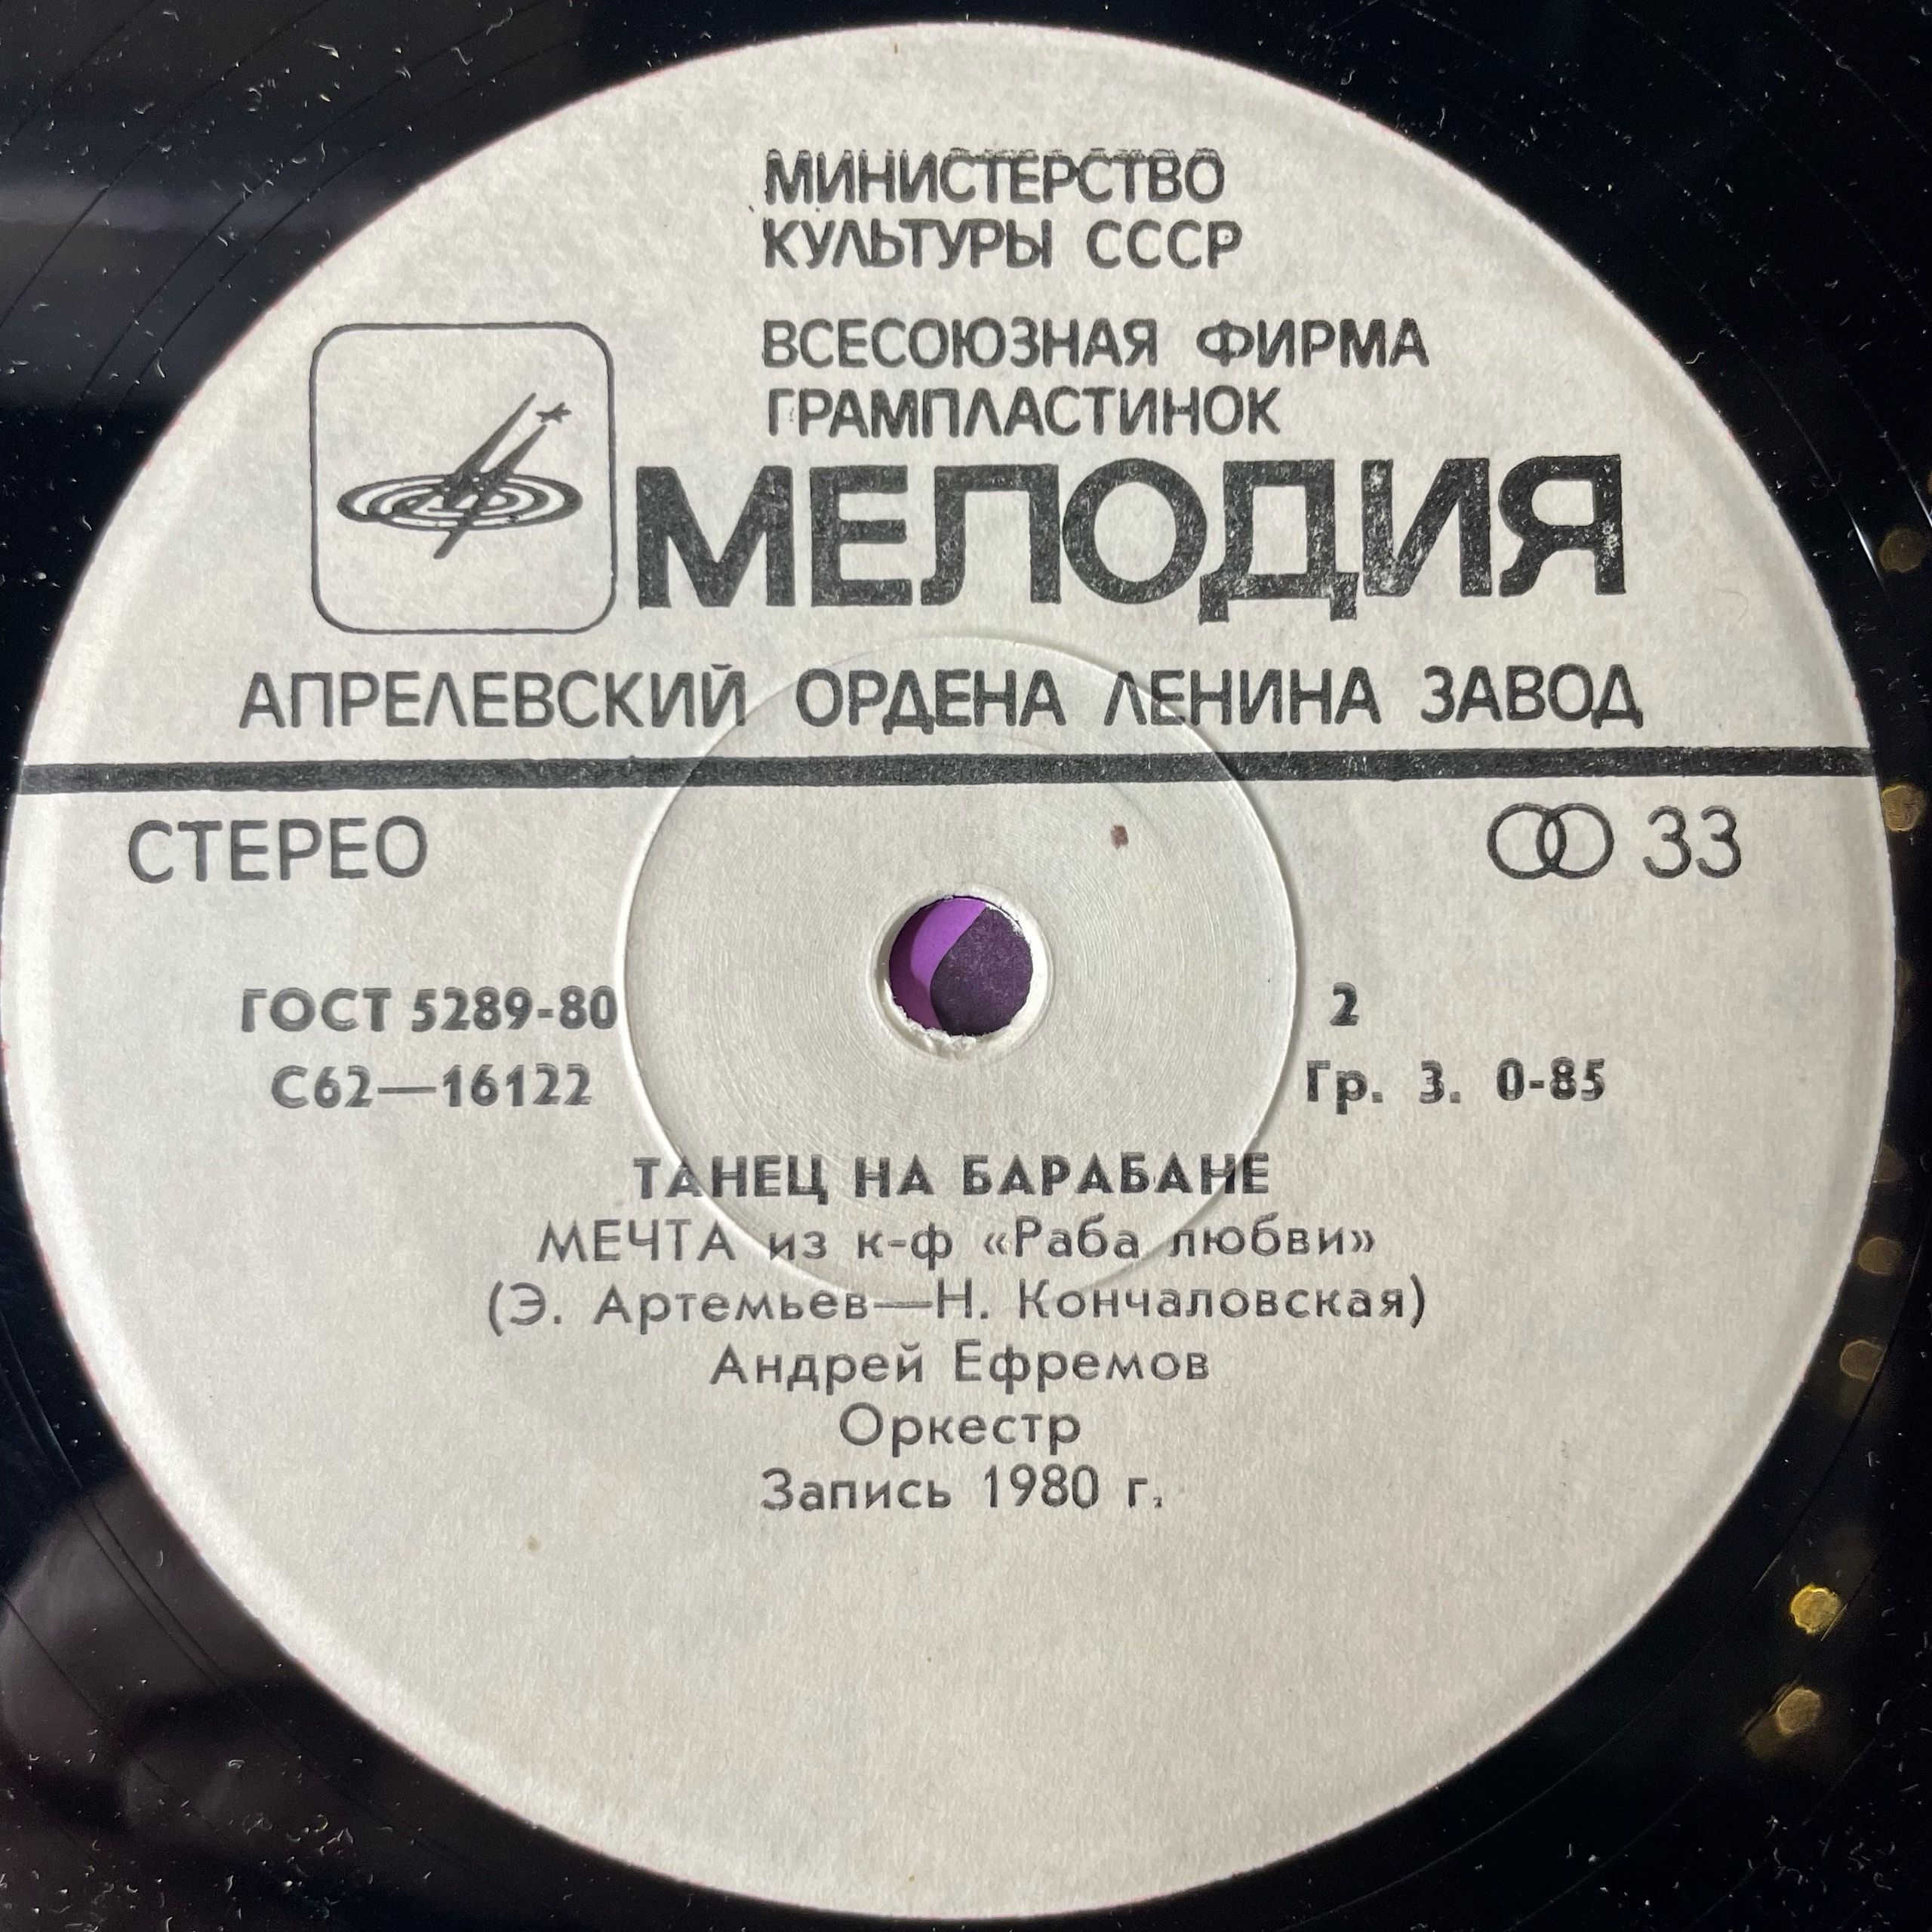 МИНИСТЕРСТВО
КУЛЬТУРЫ СССР
ВСЕСОЮЗНАЯ ФИРМА
ГРАМПЛАСТИНОК
МЕЛОДИЯ
АПРЕЛЕВСКИЙ ОРДЕНА ЛЕНИНА ЗАВОД
СТЕРЕО
33
ГОСТ 5289-80
2
С62—16122
Гр. 3. 0-85
ТАНЕЦ НА БАРАБАНЕ
МЕЧТА из к-ф «Раба любви»
(Э. Артемьев—Н. Кончаловская)
Андрей Ефремов
Оркестр
Запись 1980 г.